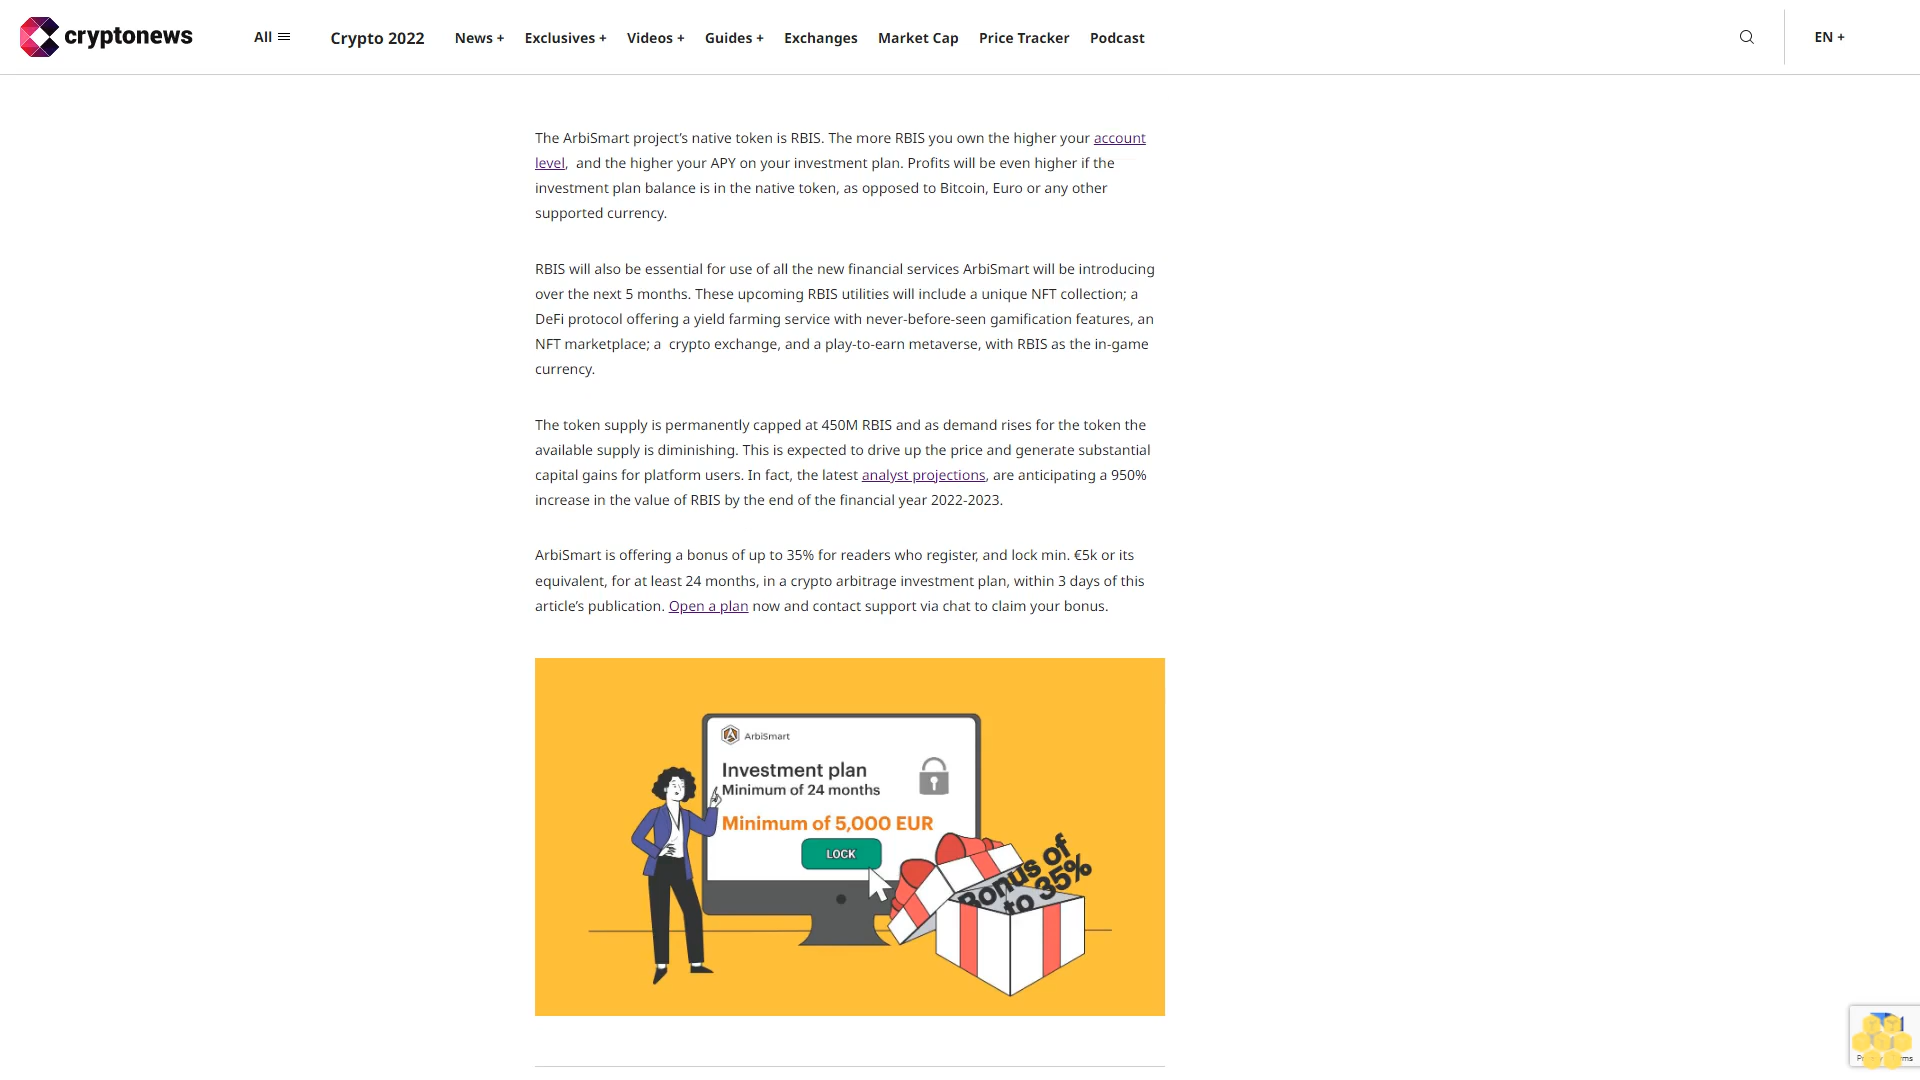 cryptonews
All
Crypto 2022
News +
Exclusives +
Videos +
Guides +
Exchanges
Market Cap
Price Tracker
Podcast
EN +
The ArbiSmart project’s native token is RBIS. The more RBIS you own the higher your account
level,  and the higher your APY on your investment plan. Profits will be even higher if the
investment plan balance is in the native token, as opposed to Bitcoin, Euro or any other
supported currency.
RBIS will also be essential for use of all the new financial services ArbiSmart will be introducing
over the next 5 months. These upcoming RBIS utilities will include a unique NFT collection; a
DeFi protocol offering a yield farming service with never-before-seen gamification features, an
NFT marketplace; a  crypto exchange, and a play-to-earn metaverse, with RBIS as the in-game
currency.
The token supply is permanently capped at 450M RBIS and as demand rises for the token the
available supply is diminishing. This is expected to drive up the price and generate substantial
capital gains for platform users. In fact, the latest analyst projections, are anticipating a 950%
increase in the value of RBIS by the end of the financial year 2022-2023.
ArbiSmart is offering a bonus of up to 35% for readers who register, and lock min. €5k or its
equivalent, for at least 24 months, in a crypto arbitrage investment plan, within 3 days of this
article’s publication. Open a plan now and contact support via chat to claim your bonus.
ArbiSmart
Investment plan
Minimum of 24 months
Minimum of 5,000 EUR
LOCK
Bonus of
to 35%